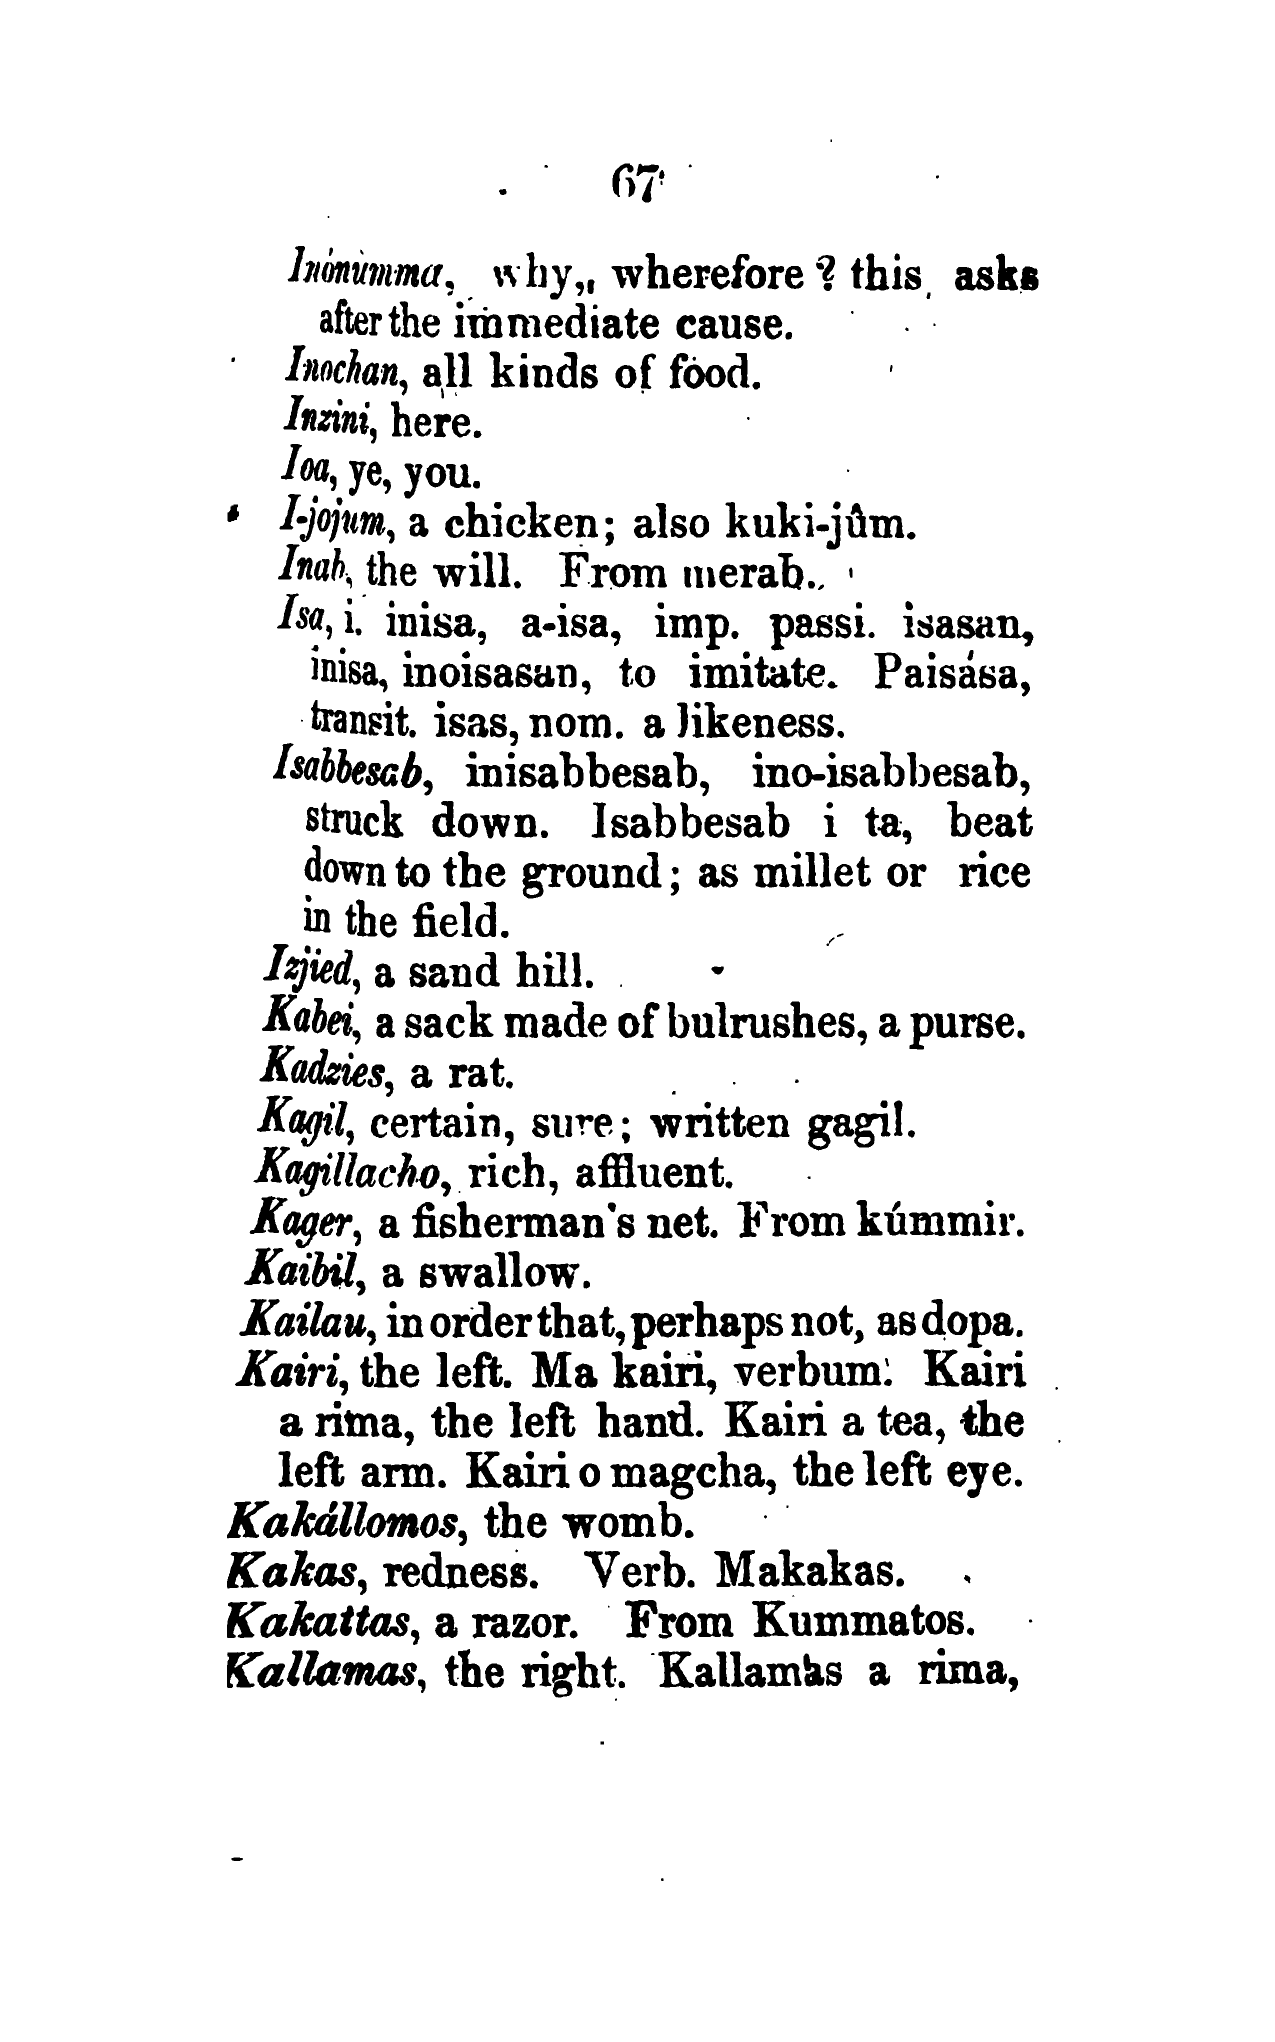 67
Inónumma, why, wherefore? this asks
after the immediate cause.
Inochan, all kinds of food.
Inzini, here.
Ioa, ye, you.
I-jojum, a chicken; also kuki-jûm.
Inab, the will. From merab.
Isa, i. inisa, a-isa, imp. passi. isasan,
inisa, inoisasan, to imitate. Paisása,
transit. isas, nom. a likeness.
Isabbesab, inisabbesab, ino-isabbesab,
struck down. Isabbesab i ta, beat
down to the ground; as millet or rice
in the field.
Izjied, a sand hill.
Kabei, a sack made of bulrushes, a purse.
Kadzies, a rat.
Kagil, certain, sure; written gagil.
Kagillacho, rich, affluent.
Kager, a fisherman's net. From kúmmir.
Kaibil, a swallow.
Kailau, in order that, perhaps not, as dopa.
Kairi, the left. Ma kairi, verbum. Kairi
a rima, the left hand. Kairi a tea, the
left arm. Kairi o magcha, the left eye.
Kakállomos, the womb.
Kakas, redness. Verb. Makakas.
Kakattas, a razor. From Kummatos.
Kallamas, the right. Kallamas a rima,